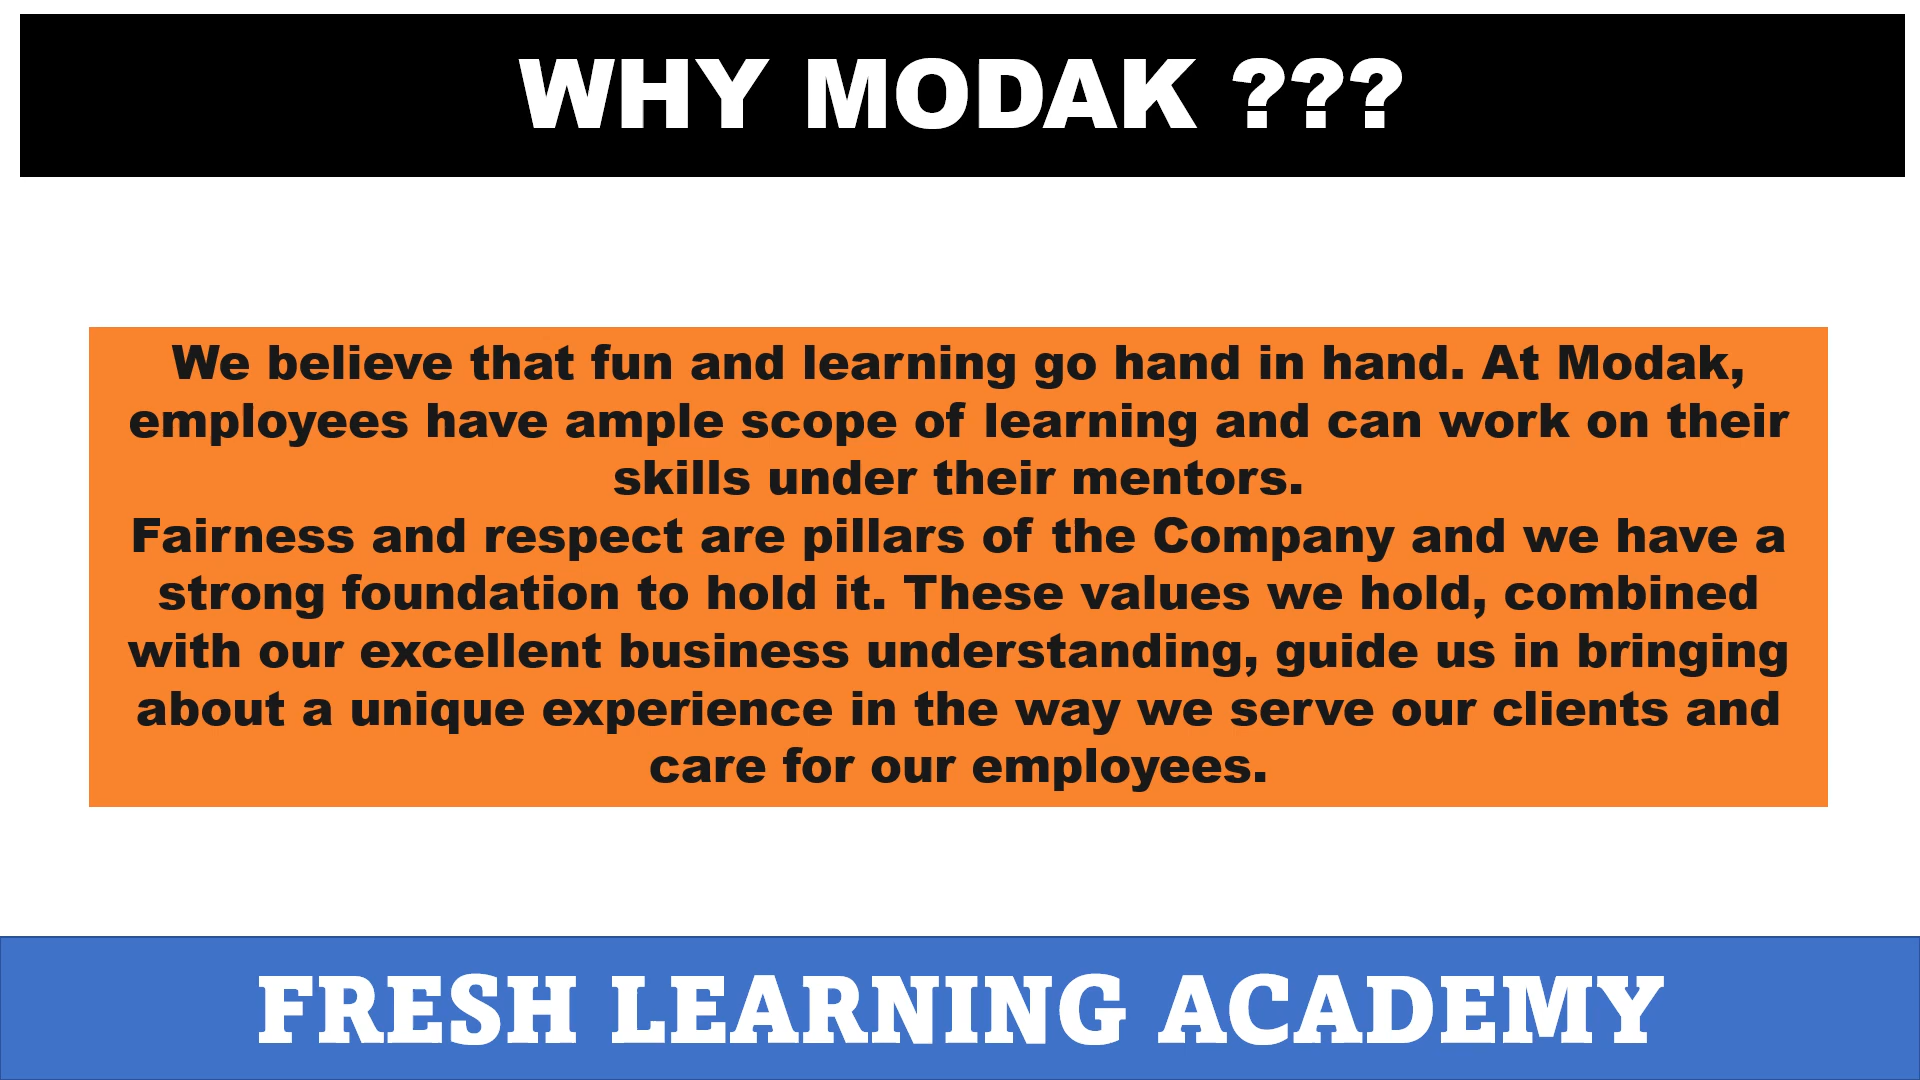 WHY MODAK ???
We believe that fun and learning go hand in hand. At Modak,
employees have ample scope of learning and can work on their
skills under their mentors.
Fairness and respect are pillars of the Company and we have a
strong foundation to hold it. These values we hold, combined
with our excellent business understanding, guide us in bringing
about a unique experience in the way we serve our clients and
care for our employees.
FRESH LEARNING ACADEMY